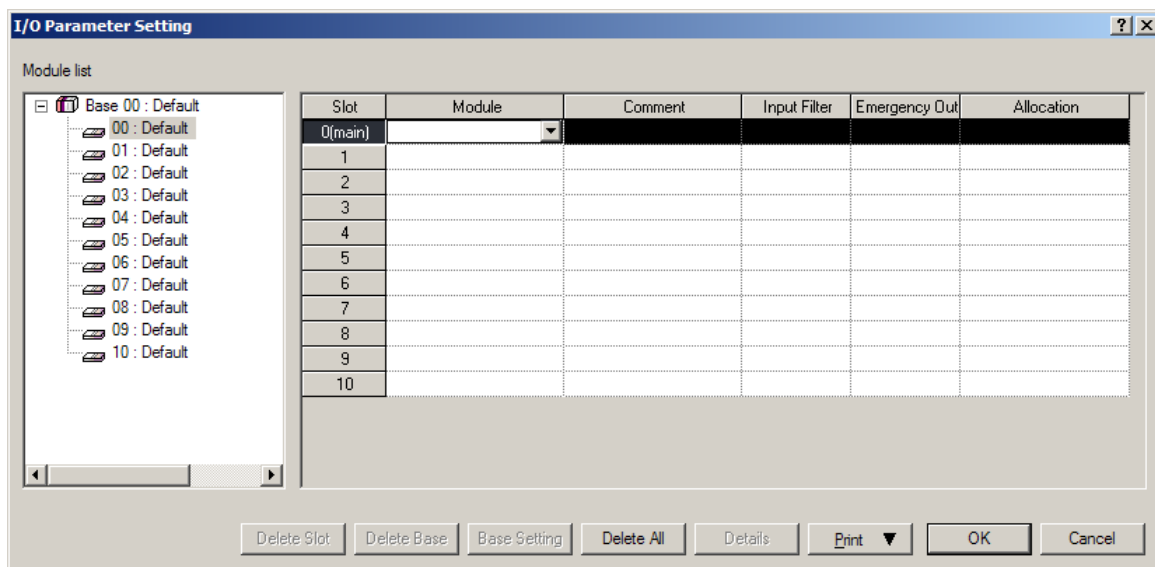 I/O Parameter Setting
Module list
Base 00 : Default
00 : Default
01 : Default
02 : Default
03 : Default
04 : Default
05 : Default
06 : Default
07 : Default
08 : Default
09 : Default
10 : Default
Slot Module Comment Input Filter Emergency Out Allocation
0(main)
1
2
3
4
5
6
7
8
9
10
Delete Slot Delete Base Base Setting Delete All Details Print ▼ OK Cancel